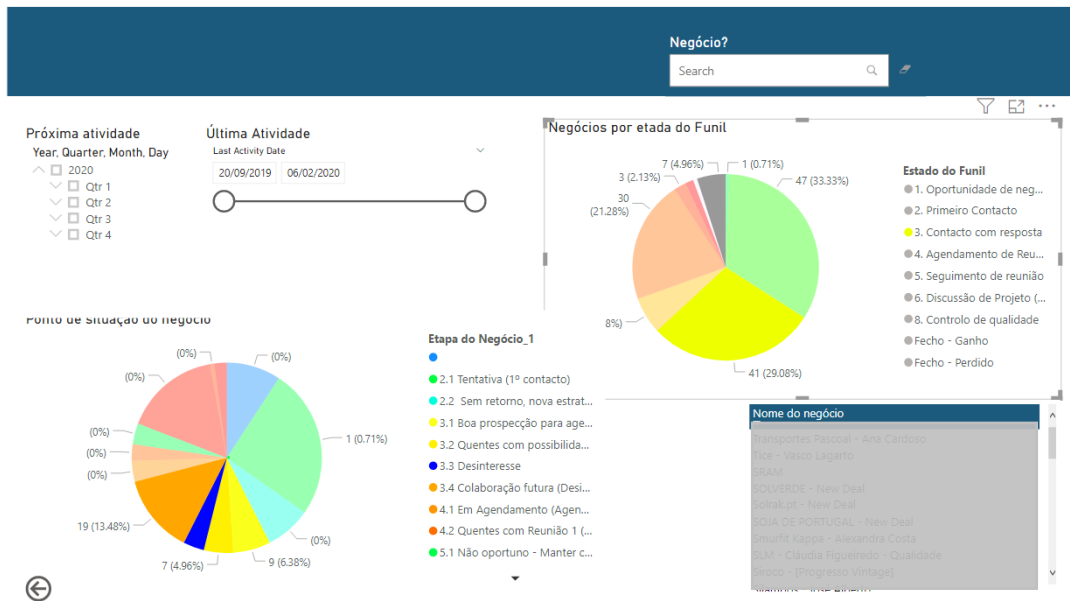 Negócio?
Search
Próxima atividade
Year, Quarter, Month, Day
2020
Qtr 1
Qtr 2
Qtr 3
Qtr 4
Última Atividade
Last Activity Date
20/09/2019
06/02/2020
Negócios por etada do Funil
7 (4.96%)
1 (0.71%)
3 (2.13%)
47 (33.33%)
30
(21.28%)
8%)
41 (29.08%)
Estado do Funil
1. Oportunidade de neg...
2. Primeiro Contacto
3. Contacto com resposta
4. Agendamento de Reu...
5. Seguimento de reunião
6. Discussão de Projeto (...
8. Controlo de qualidade
Fecho - Ganho
Fecho - Perdido
Ponto de situação do negócio
(0%)
(0%)
(0%)
1 (0.71%)
(0%)
(0%)
(0%)
19 (13.48%)
(0%)
7 (4.96%)
9 (6.38%)
Etapa do Negócio_1
2.1 Tentativa (1º contacto)
2.2 Sem retorno, nova estrat...
3.1 Boa prospecção para age...
3.2 Quentes com possibilida...
3.3 Desinteresse
3.4 Colaboração futura (Desi...
4.1 Em Agendamento (Agen...
4.2 Quentes com Reunião 1 (...
5.1 Não oportuno - Manter c...
Nome do negócio
Transportes Pascoal - Ana Cardoso
Tice - Vasco Lagarto
SRAM
SOLVERDE - New Deal
Solrak.pt - New Deal
SOJA DE PORTUGAL - New Deal
Smurfit Kappa - Alexandra Costa
SLM - Cláudia Figueiredo - Qualidade
Siroco - [Progresso Vintage]